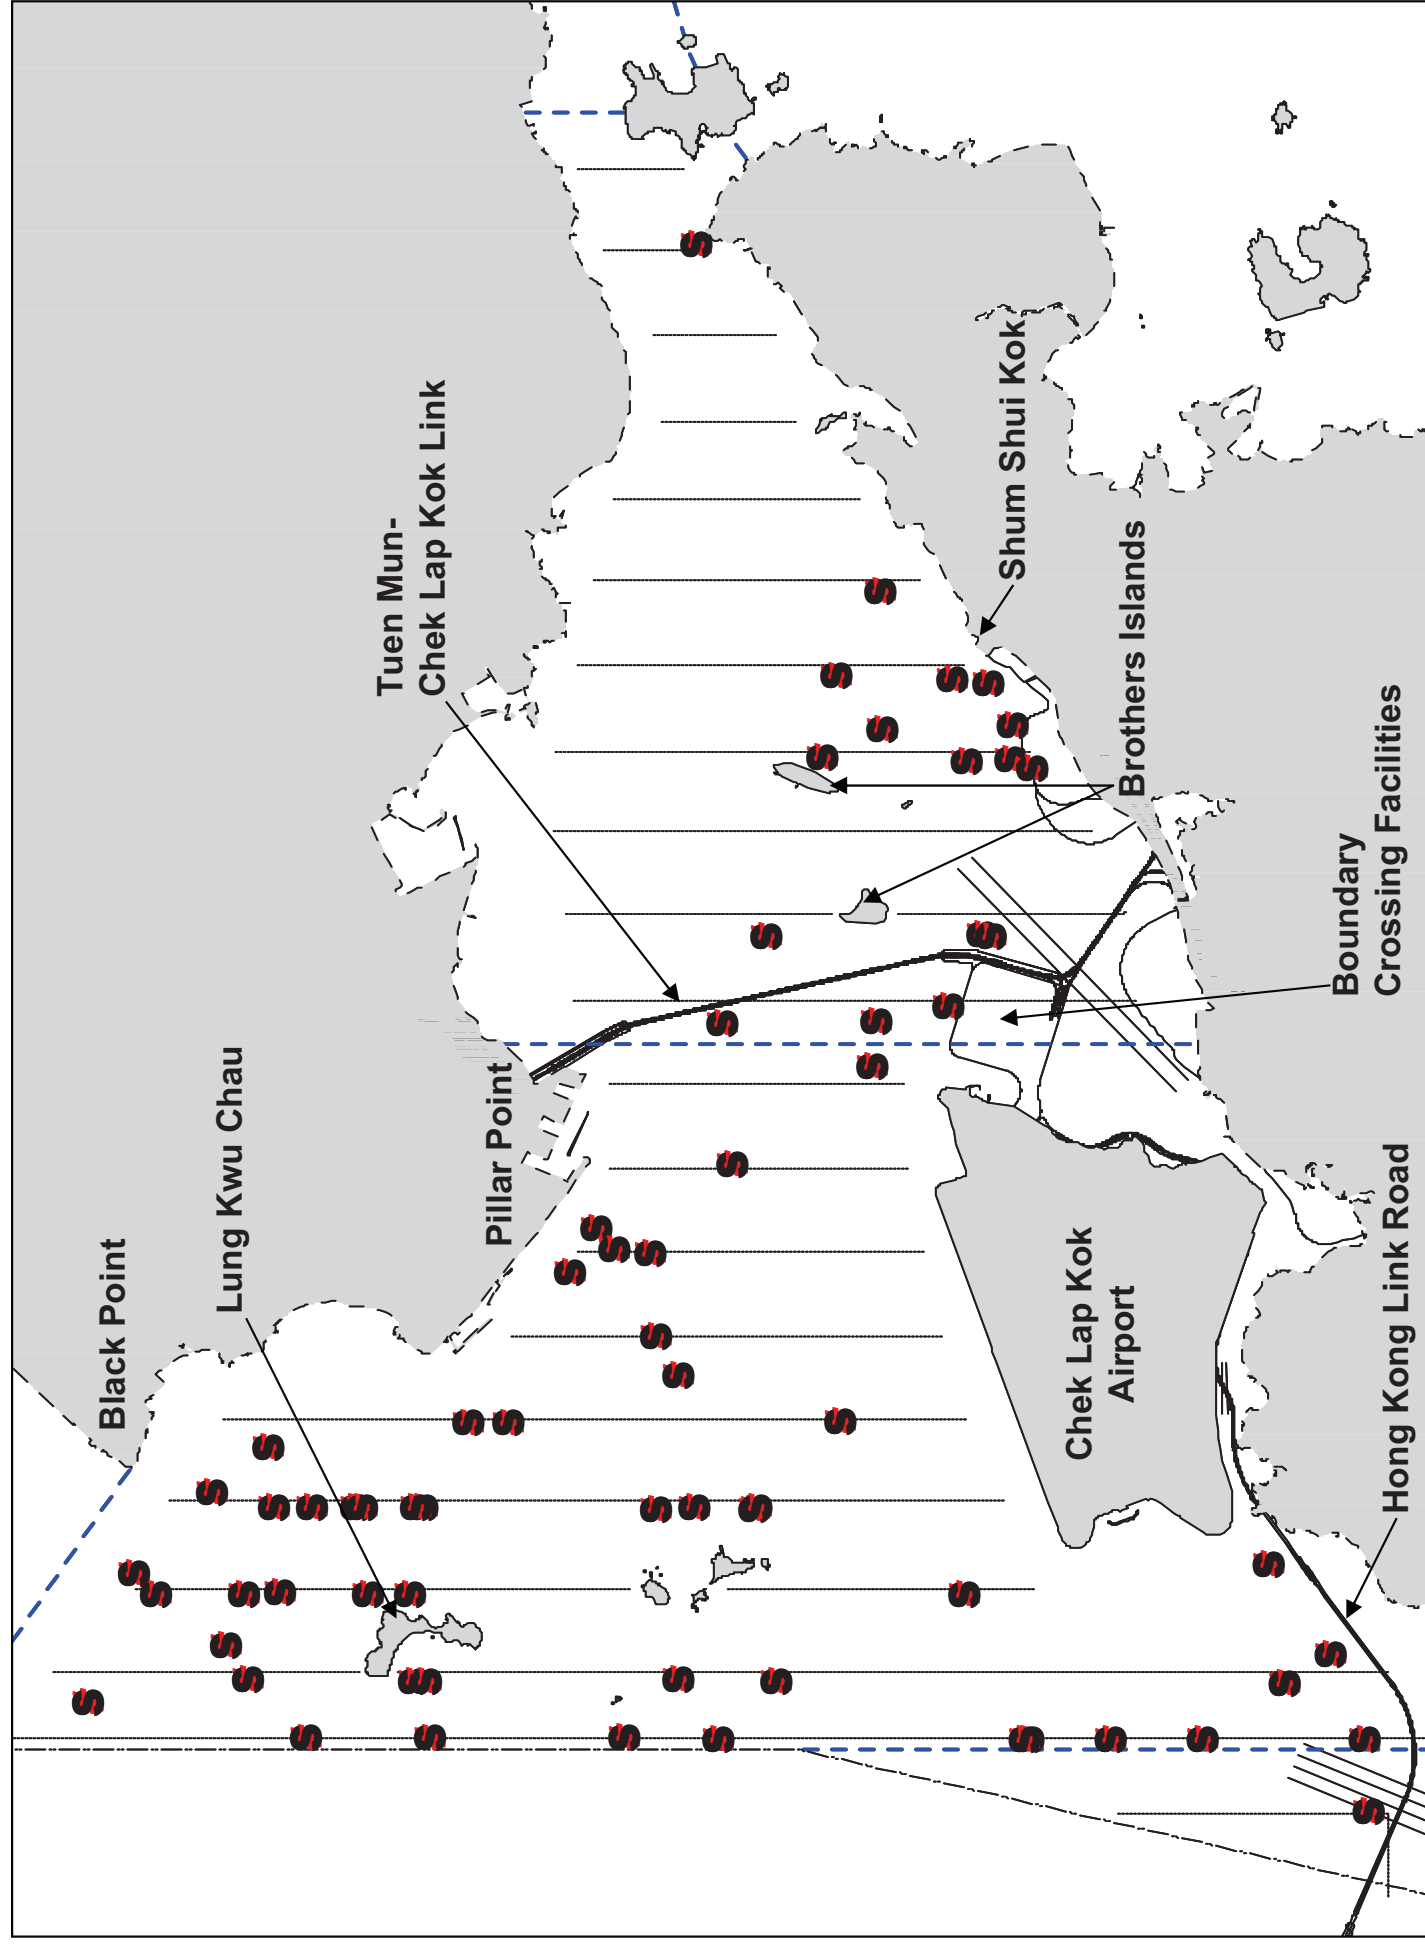 Black Point
Lung Kwu Chau
Pillar Point
Tuen Mun-
Chek Lap Kok Link
Shum Shui Kok
Brothers Islands
Boundary
Crossing Facilities
Chek Lap Kok
Airport
Hong Kong Link Road